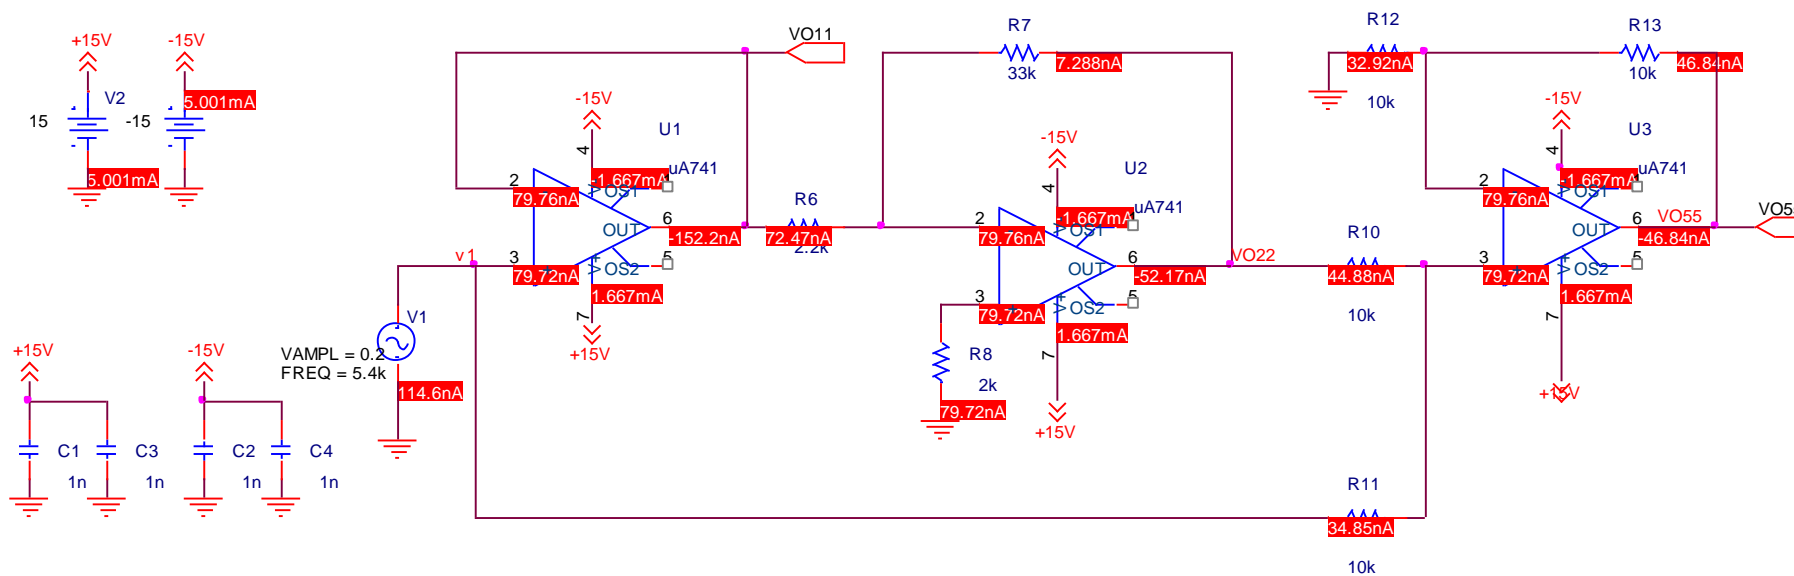 +15V
-15V
V2
15
-15
5.001mA
5.001mA
+15V
-15V
C1
1n
C3
1n
C2
1n
C4
1n
VO11
-15V
4
U1
uA741
2
79.76nA
-1.667mA
OS1
6
OUT
-152.2nA
v1
3
79.72nA
+
V+
OS2
5
1.667mA
7
+15V
V1
VAMPL = 0.2
FREQ = 5.4k
114.6nA
R6
72.47nA
2.2k
R7
7.288nA
33k
-15V
4
U2
uA741
2
79.76nA
-1.667mA
OS1
6
OUT
-52.17nA
VO22
3
79.72nA
+
V+
OS2
5
1.667mA
7
+15V
R8
2k
79.72nA
R10
44.88nA
10k
R11
34.85nA
10k
R12
32.92nA
10k
R13
46.84nA
10k
-15V
4
U3
uA741
2
79.76nA
-1.667mA
OS1
6
OUT
VO55
-46.84nA
3
79.72nA
+
V+
OS2
5
1.667mA
7
+15V